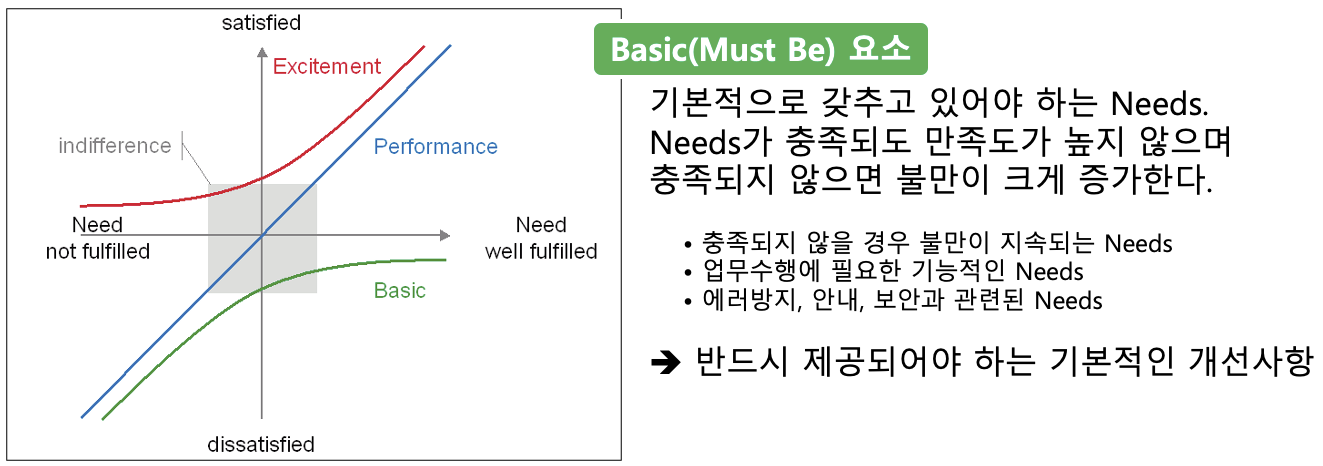 satisfied
Excitement
indifference
Performance
Need
not fulfilled
Need
well fulfilled
Basic
dissatisfied
Basic(Must Be) 요소
기본적으로 갖추고 있어야 하는 Needs.
Needs가 충족되도 만족도가 높지 않으며
충족되지 않으면 불만이 크게 증가한다.
• 충족되지 않을 경우 불만이 지속되는 Needs
• 업무수행에 필요한 기능적인 Needs
• 에러방지, 안내, 보안과 관련된 Needs
➔ 반드시 제공되어야 하는 기본적인 개선사항